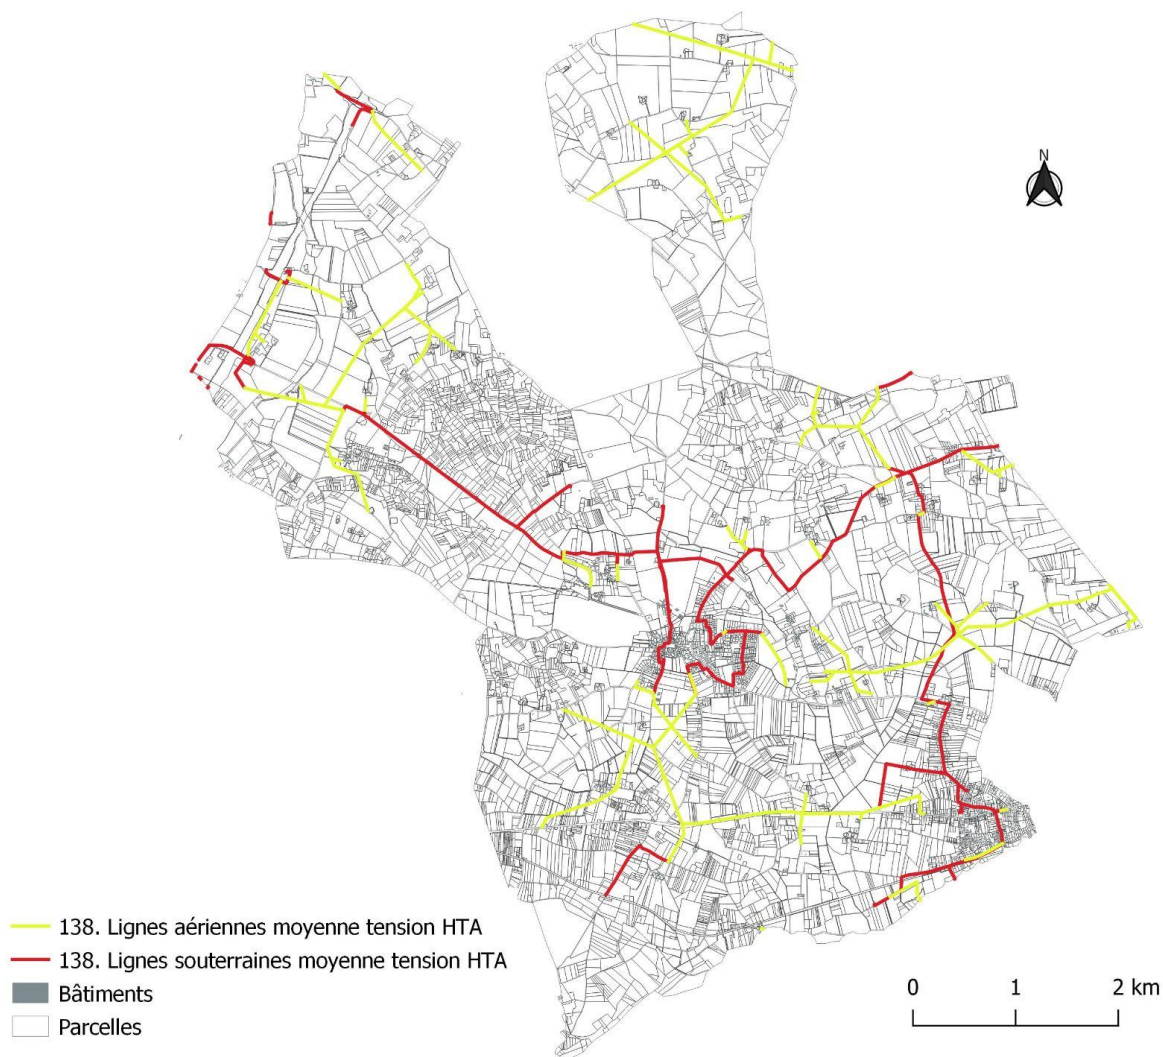 N
138. Lignes aériennes moyenne tension HTA
138. Lignes souterraines moyenne tension HTA
Bâtiments
Parcelles
0 1 2 km